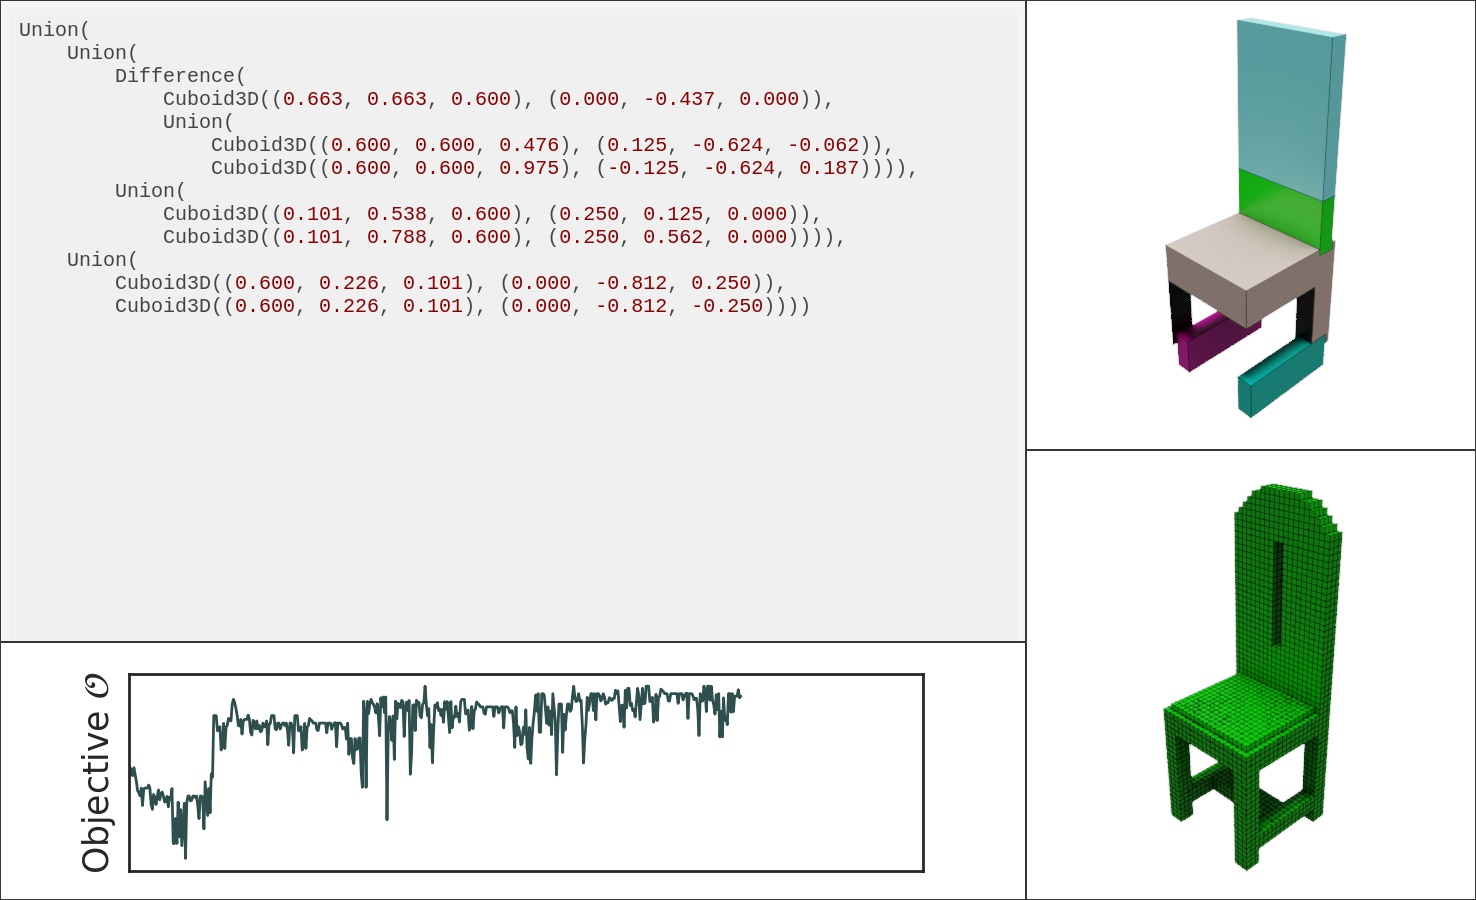 Union(
    Union(
        Difference(
            Cuboid3D((0.663, 0.663, 0.600), (0.000, -0.437, 0.000)),
            Union(
                Cuboid3D((0.600, 0.600, 0.476), (0.125, -0.624, -0.062)),
                Cuboid3D((0.600, 0.600, 0.975), (-0.125, -0.624, 0.187)))),
        Union(
            Cuboid3D((0.101, 0.538, 0.600), (0.250, 0.125, 0.000)),
            Cuboid3D((0.101, 0.788, 0.600), (0.250, 0.562, 0.000)))),
    Union(
        Cuboid3D((0.600, 0.226, 0.101), (0.000, -0.812, 0.250)),
        Cuboid3D((0.600, 0.226, 0.101), (0.000, -0.812, -0.250))))
Objective 𝒪